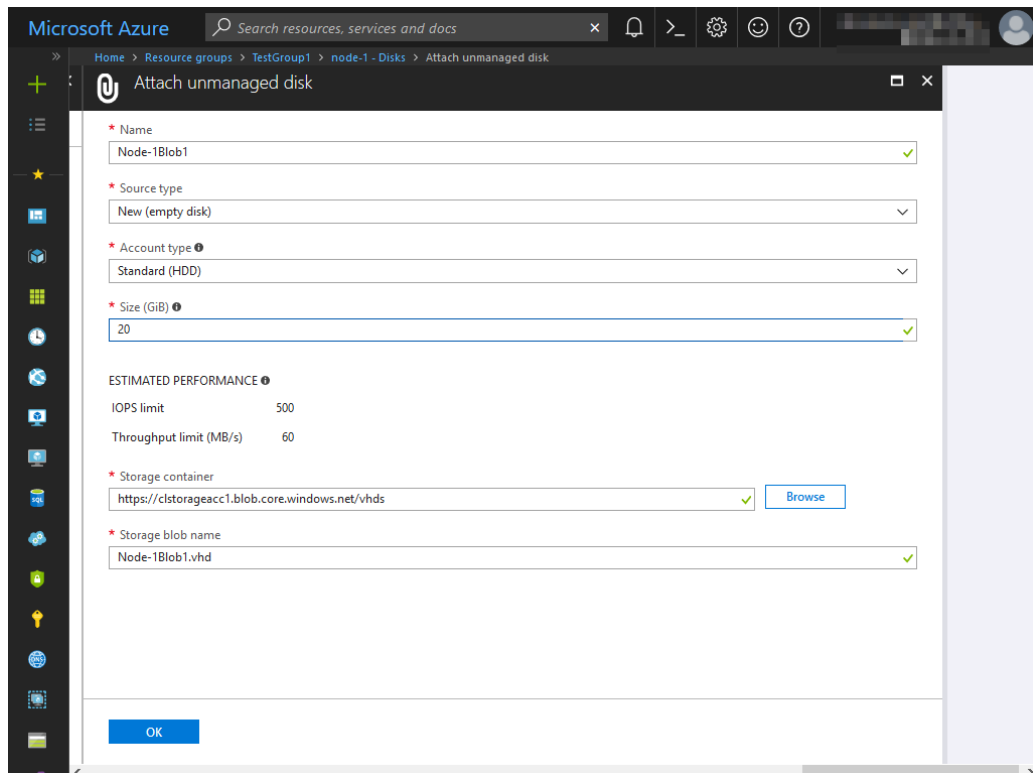 Microsoft Azure
Search resources, services and docs
Home > Resource groups > TestGroup1 > node-1 - Disks > Attach unmanaged disk
Attach unmanaged disk
* Name
Node-1Blob1
* Source type
New (empty disk)
* Account type
Standard (HDD)
* Size (GiB)
20
ESTIMATED PERFORMANCE
IOPS limit 500
Throughput limit (MB/s) 60
* Storage container
https://clstorageacc1.blob.core.windows.net/vhds
Browse
* Storage blob name
Node-1Blob1.vhd
SQL
DNS
OK